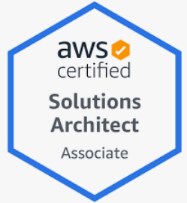 aws
certified
Solutions
Architect
Associate